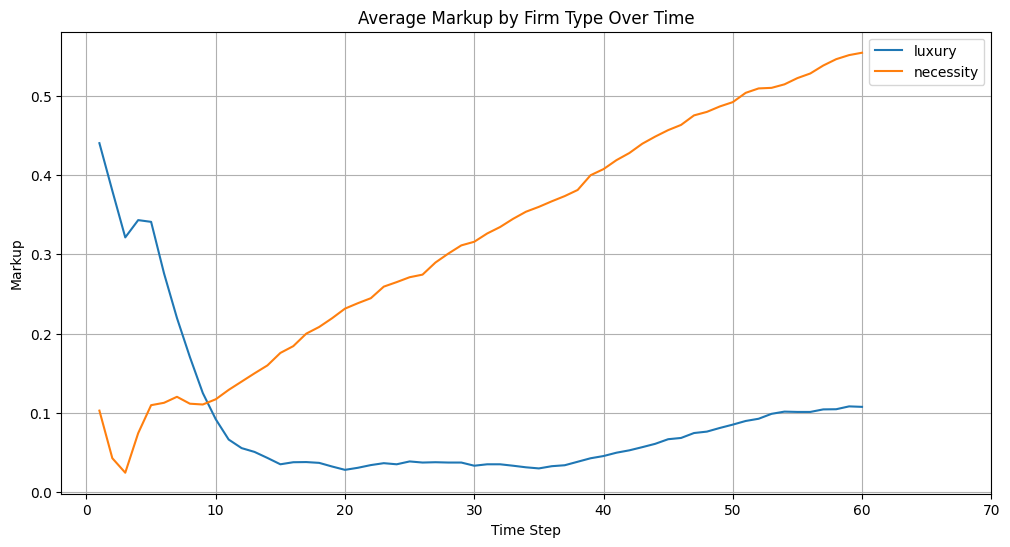 Average Markup by Firm Type Over Time
luxury
necessity
Markup
0.5
0.4
0.3
0.2
0.1
0.0
0 10 20 30 40 50 60 70
Time Step